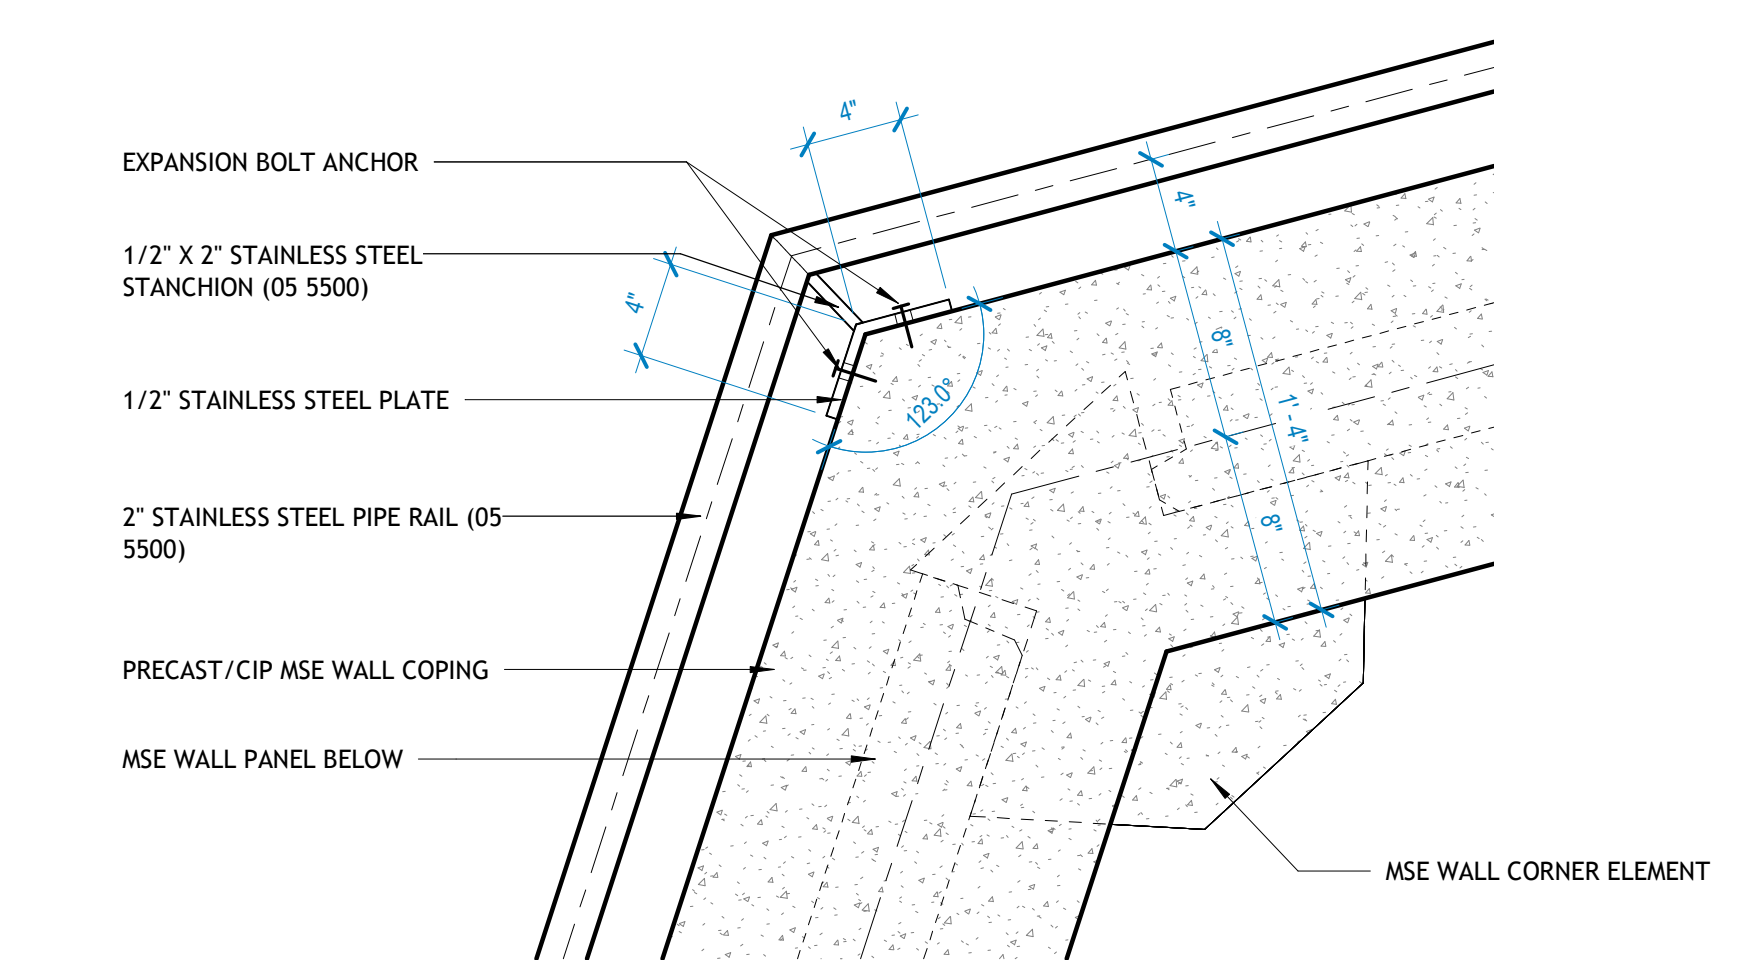 4"
EXPANSION BOLT ANCHOR
4"
1/2" X 2" STAINLESS STEEL
STANCHION (05 5500)
4"
8"
1/2" STAINLESS STEEL PLATE
123.0°
1' - 4"
2" STAINLESS STEEL PIPE RAIL (05
5500)
8"
PRECAST/CIP MSE WALL COPING
MSE WALL PANEL BELOW
MSE WALL CORNER ELEMENT